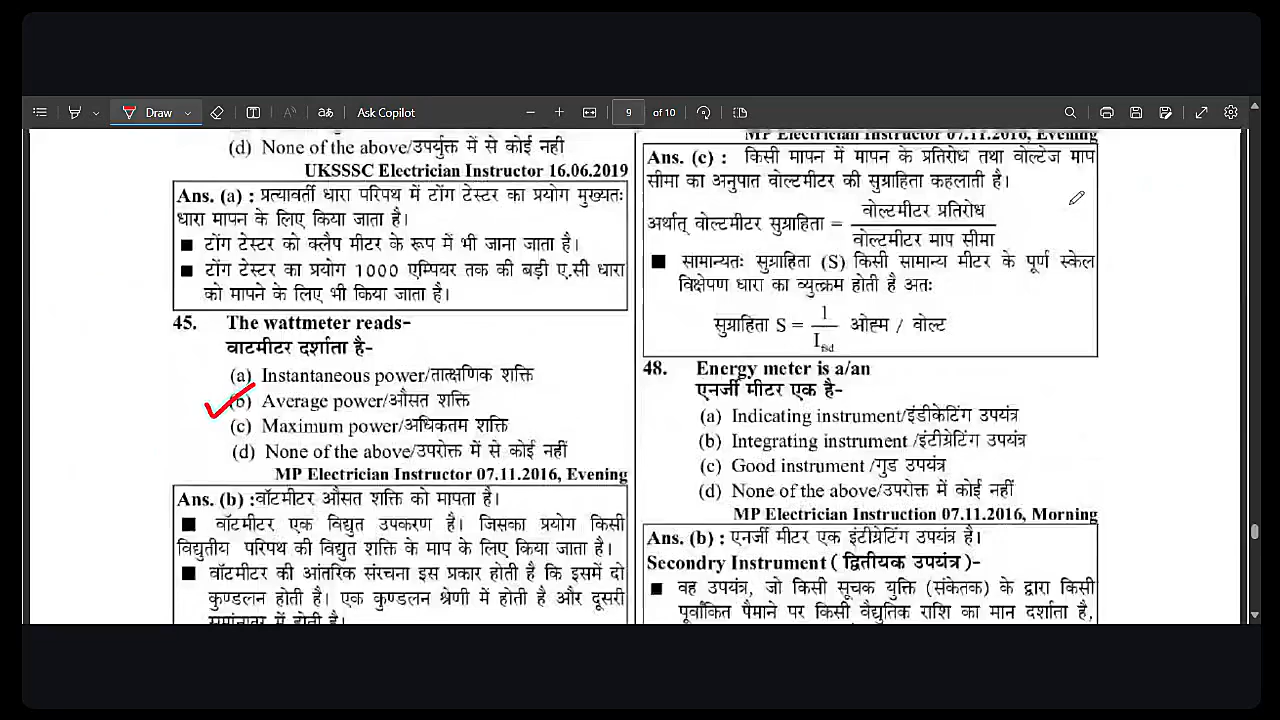 Draw
Ask Copilot
9 of 10
(d) None of the above/उपर्युक्त में से कोई नही
UKSSSC Electrician Instructor 16.06.2019
Ans. (a) : प्रत्यावर्ती धारा परिपथ में टोंग टेस्टर का प्रयोग मुख्यतः
धारा मापन के लिए किया जाता है।
■ टोंग टेस्टर को क्लैप मीटर के रूप में भी जाना जाता है।
■ टोंग टेस्टर का प्रयोग 1000 एम्पियर तक की बड़ी ए.सी धारा
को मापने के लिए भी किया जाता है।
45. The wattmeter reads-
वाटमीटर दर्शाता है-
(a) Instantaneous power/तात्क्षणिक शक्ति
(b) Average power/औसत शक्ति
(c) Maximum power/अधिकतम शक्ति
(d) None of the above/उपरोक्त में से कोई नहीं
MP Electrician Instructor 07.11.2016, Evening
Ans. (b) :वॉटमीटर औसत शक्ति को मापता है।
■ वॉटमीटर एक विद्युत उपकरण है। जिसका प्रयोग किसी
विद्युतीय परिपथ की विद्युत शक्ति के माप के लिए किया जाता है।
■ वॉटमीटर की आंतरिक संरचना इस प्रकार होती है कि इसमें दो
कुण्डलन होती है। एक कुण्डलन श्रेणी में होती है और दूसरी
समांनातर में होती है।
MP Electrician Instructor 07.11.2016, Evening
Ans. (c) : किसी मापन में मापन के प्रतिरोध तथा वोल्टेज माप
सीमा का अनुपात वोल्टमीटर की सुग्राहिता कहलाती है।
अर्थात् वोल्टमीटर सुग्राहिता = वोल्टमीटर प्रतिरोध
वोल्टमीटर माप सीमा
■ सामान्यतः सुग्राहिता (S) किसी सामान्य मीटर के पूर्ण स्केल
विक्षेपण धारा का व्युत्क्रम होती है अतः
सुग्राहिता S = 1 / Ifsd ओह्म / वोल्ट
48. Energy meter is a/an
एनर्जी मीटर एक है-
(a) Indicating instrument/इंडीकेटिंग उपयंत्र
(b) Integrating instrument /इंटीग्रेटिंग उपयंत्र
(c) Good instrument /गुड उपयंत्र
(d) None of the above/उपरोक्त में कोई नहीं
MP Electrician Instruction 07.11.2016, Morning
Ans. (b) : एनर्जी मीटर एक इंटीग्रेटिंग उपयंत्र है।
Secondry Instrument ( द्वितीयक उपयंत्र )-
■ वह उपयंत्र, जो किसी सूचक युक्ति (संकेतक) के द्वारा किसी
पूर्वांकित पैमाने पर किसी वैद्युतिक राशि का मान दर्शाता है,